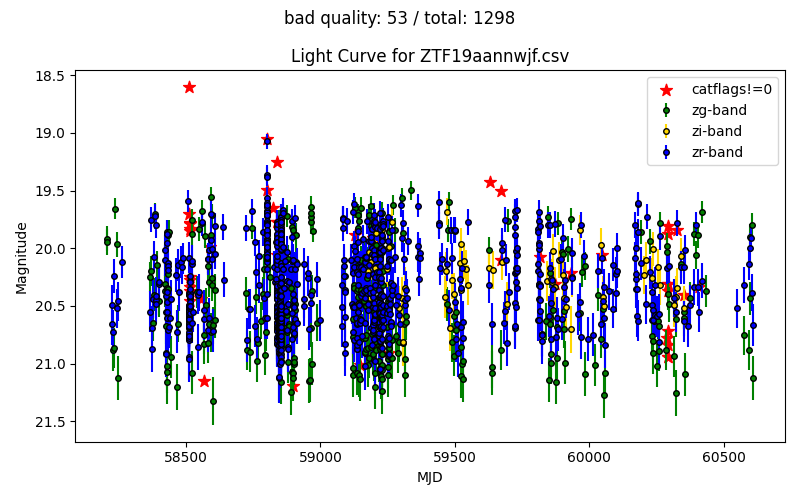 bad quality: 53 / total: 1298
Light Curve for ZTF19aannwjf.csv
catflags!=0
zg-band
zi-band
zr-band
Magnitude
18.5
19.0
19.5
20.0
20.5
21.0
21.5
58500
59000
59500
60000
60500
MJD